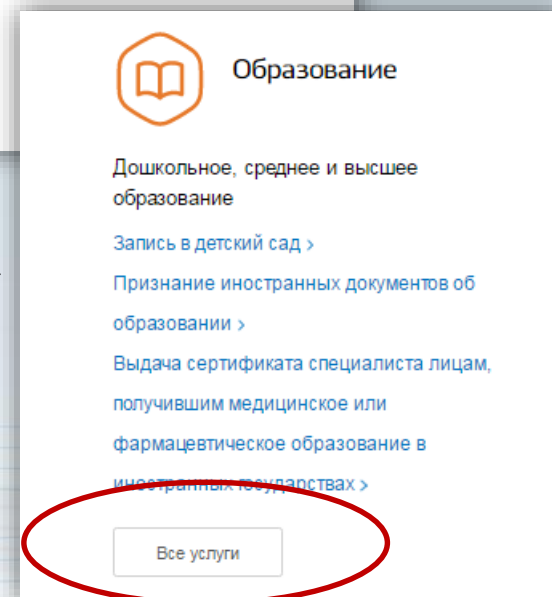 Образование
Дошкольное, среднее и высшее
образование
Запись в детский сад >
Признание иностранных документов об
образовании >
Выдача сертификата специалиста лицам,
получившим медицинское или
фармацевтическое образование в
иностранных государствах >
Все услуги